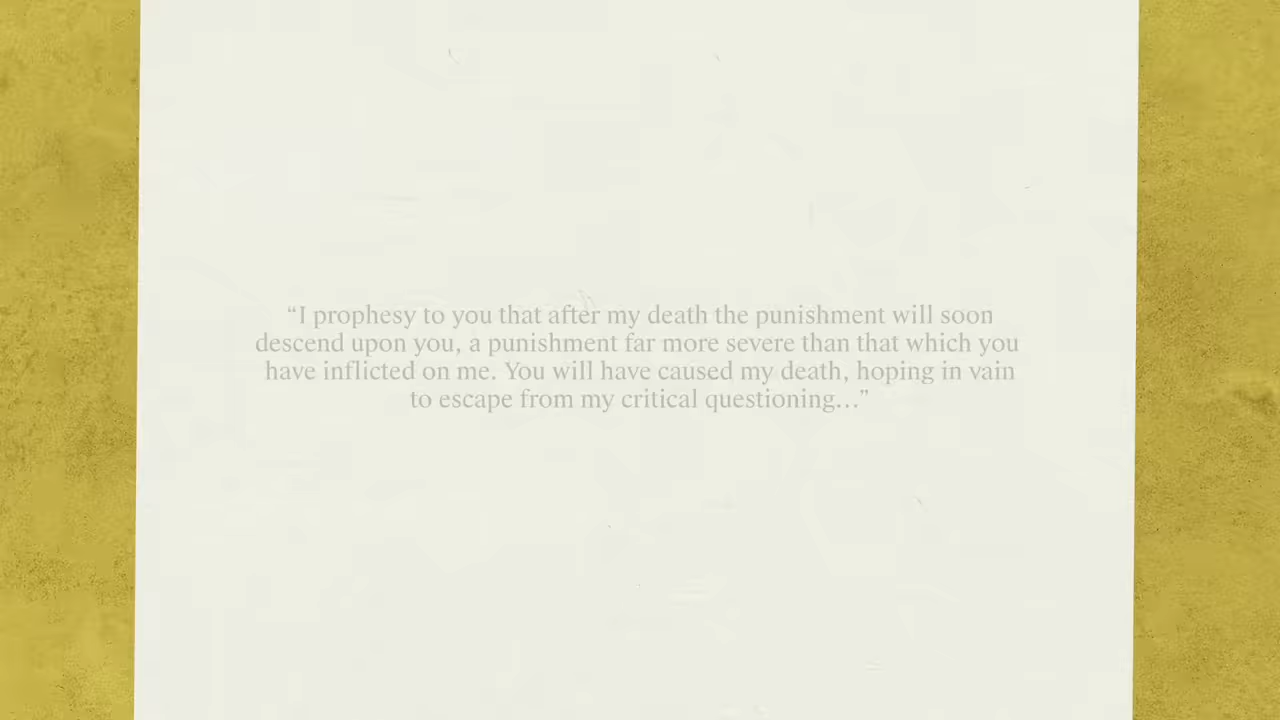 “I prophesy to you that after my death the punishment will soon
descend upon you, a punishment far more severe than that which you
have inflicted on me. You will have caused my death, hoping in vain
to escape from my critical questioning…”